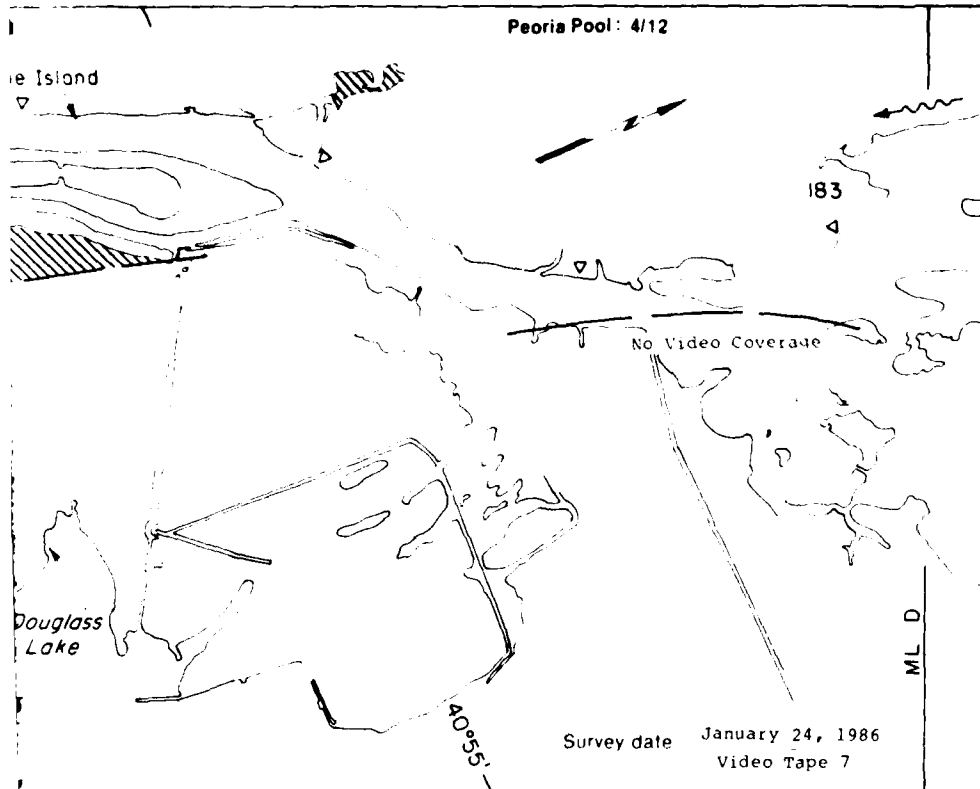 Peoria Pool: 4/12
Island
183
No Video Coverage
Douglass
Lake
40°55'
ML D
Survey date January 24, 1986
Video Tape 7